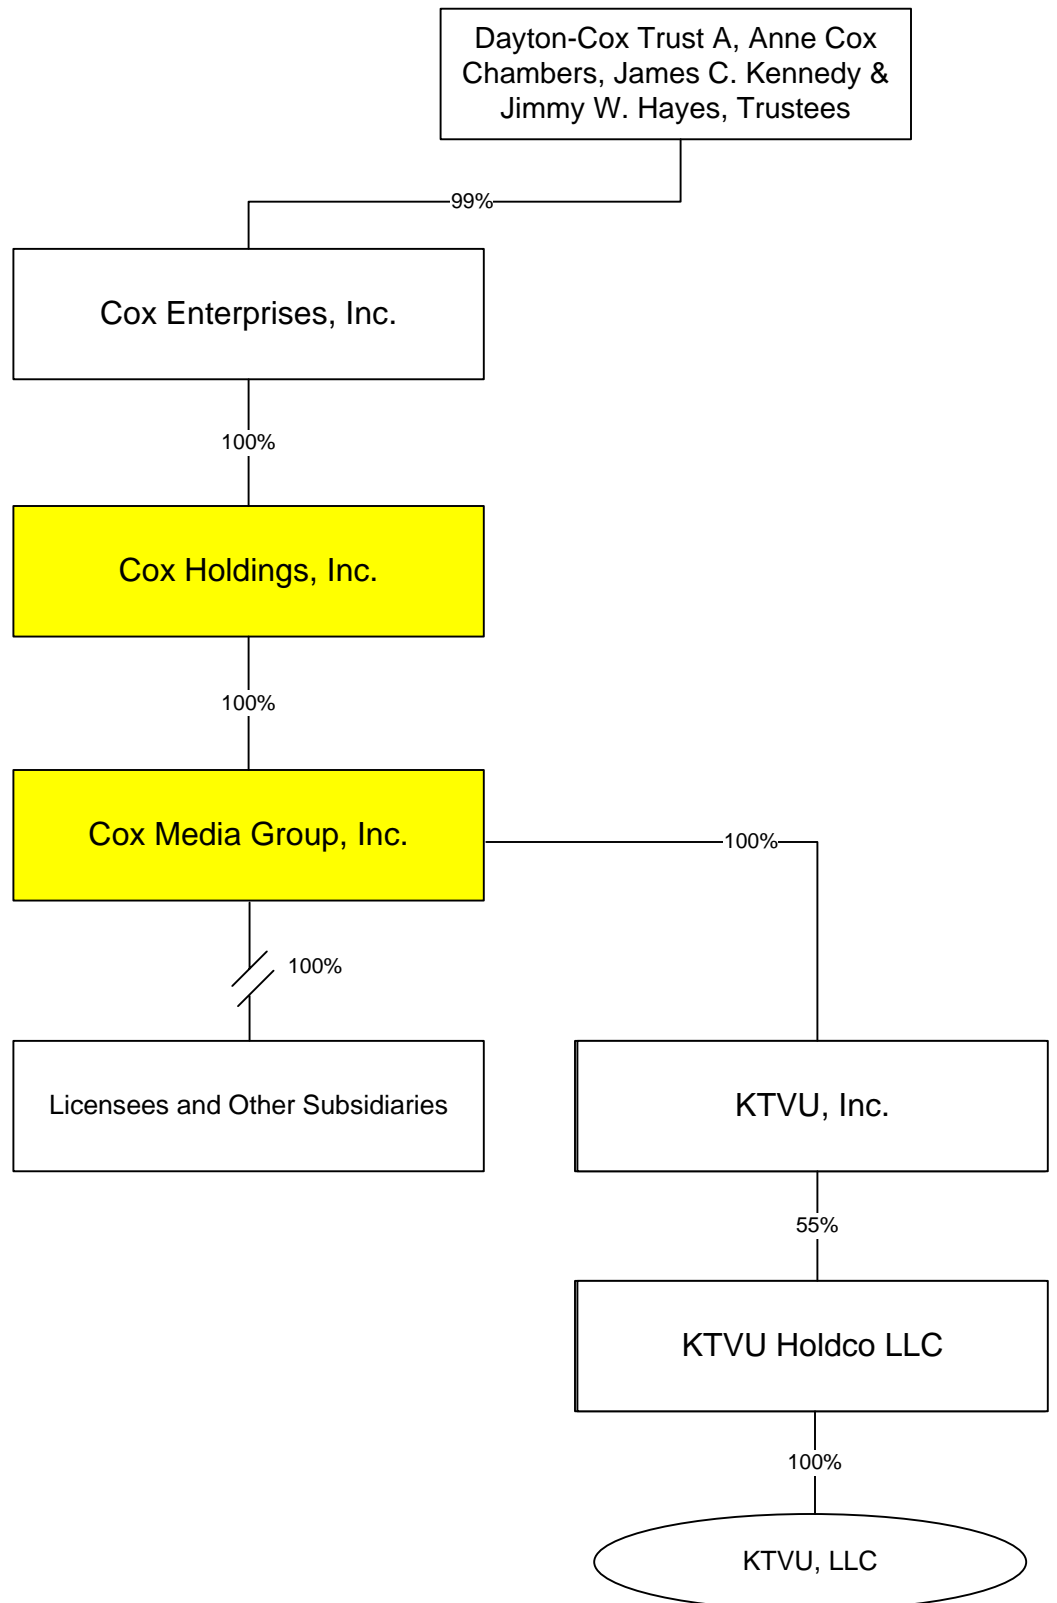 Dayton-Cox Trust A, Anne Cox
Chambers, James C. Kennedy &
Jimmy W. Hayes, Trustees
99%
Cox Enterprises, Inc.
100%
Cox Holdings, Inc.
100%
Cox Media Group, Inc.
100%
100%
Licensees and Other Subsidiaries
KTVU, Inc.
55%
KTVU Holdco LLC
100%
KTVU, LLC